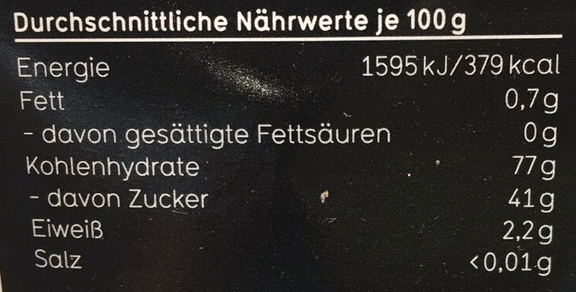 Durchschnittliche Nährwerte je 100 g
Energie 1595 kJ/379 kcal
Fett 0,7 g
- davon gesättigte Fettsäuren 0 g
Kohlenhydrate 77 g
- davon Zucker 41 g
Eiweiß 2,2 g
Salz <0,01 g